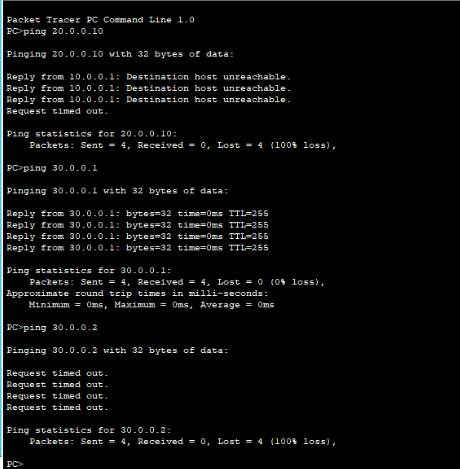 Packet Tracer PC Command Line 1.0
PC>ping 20.0.0.10
Pinging 20.0.0.10 with 32 bytes of data:
Reply from 10.0.0.1: Destination host unreachable.
Reply from 10.0.0.1: Destination host unreachable.
Reply from 10.0.0.1: Destination host unreachable.
Request timed out.
Ping statistics for 20.0.0.10:
Packets: Sent = 4, Received = 0, Lost = 4 (100% loss),
PC>ping 30.0.0.1
Pinging 30.0.0.1 with 32 bytes of data:
Reply from 30.0.0.1: bytes=32 time=0ms TTL=255
Reply from 30.0.0.1: bytes=32 time=0ms TTL=255
Reply from 30.0.0.1: bytes=32 time=0ms TTL=255
Reply from 30.0.0.1: bytes=32 time=0ms TTL=255
Ping statistics for 30.0.0.1:
Packets: Sent = 4, Received = 4, Lost = 0 (0% loss),
Approximate round trip times in milli-seconds:
Minimum = 0ms, Maximum = 0ms, Average = 0ms
PC>ping 30.0.0.2
Pinging 30.0.0.2 with 32 bytes of data:
Request timed out.
Request timed out.
Request timed out.
Request timed out.
Ping statistics for 30.0.0.2:
Packets: Sent = 4, Received = 0, Lost = 4 (100% loss),
PC>